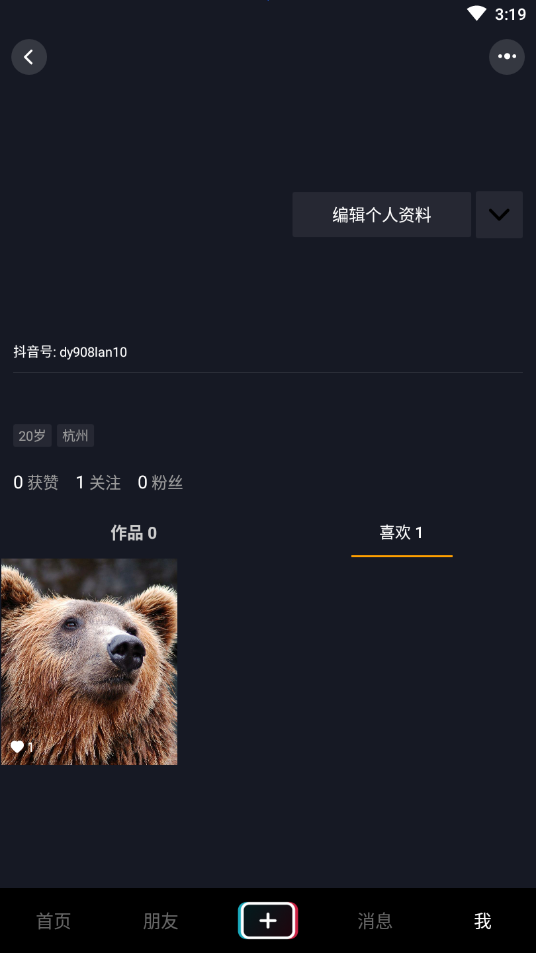 3:19
编辑个人资料
抖音号: dy908lan10
20岁 杭州
0 获赞 1 关注 0 粉丝
作品 0 喜欢 1
1
首页 朋友 消息 我